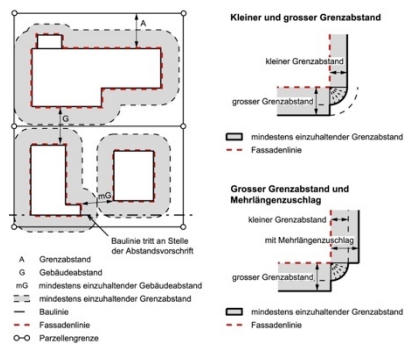 A
G
mG
Baulinie tritt an Stelle
der Abstandsvorschrift
A Grenzabstand
G Gebäudeabstand
mG mindestens einzuhaltender Gebäudeabstand
mindestens einzuhaltender Grenzabstand
Baulinie
Fassadenlinie
Parzellengrenze
Kleiner und grosser Grenzabstand
kleiner Grenzabstand
grosser Grenzabstand
mindestens einzuhaltender Grenzabstand
Fassadenlinie
Grosser Grenzabstand und
Mehrlängenzuschlag
kleiner Grenzabstand
mit Mehrlängenzuschlag
grosser Grenzabstand
mindestens einzuhaltender Grenzabstand
Fassadenlinie